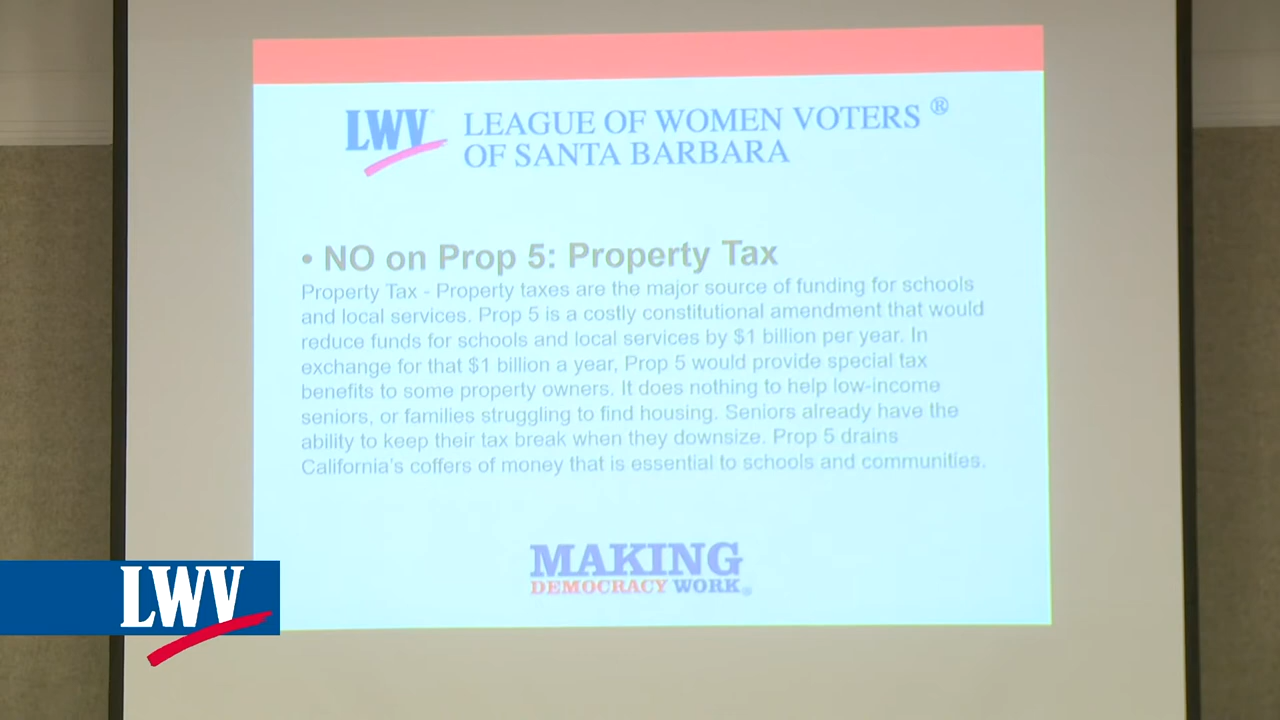 LWV
LEAGUE OF WOMEN VOTERS ®
OF SANTA BARBARA
• NO on Prop 5: Property Tax
Property Tax - Property taxes are the major source of funding for schools
and local services. Prop 5 is a costly constitutional amendment that would
reduce funds for schools and local services by $1 billion per year. In
exchange for that $1 billion a year, Prop 5 would provide special tax
benefits to some property owners. It does nothing to help low-income
seniors, or families struggling to find housing. Seniors already have the
ability to keep their tax break when they downsize. Prop 5 drains
California's coffers of money that is essential to schools and communities.
MAKING
DEMOCRACY WORK®
LWV